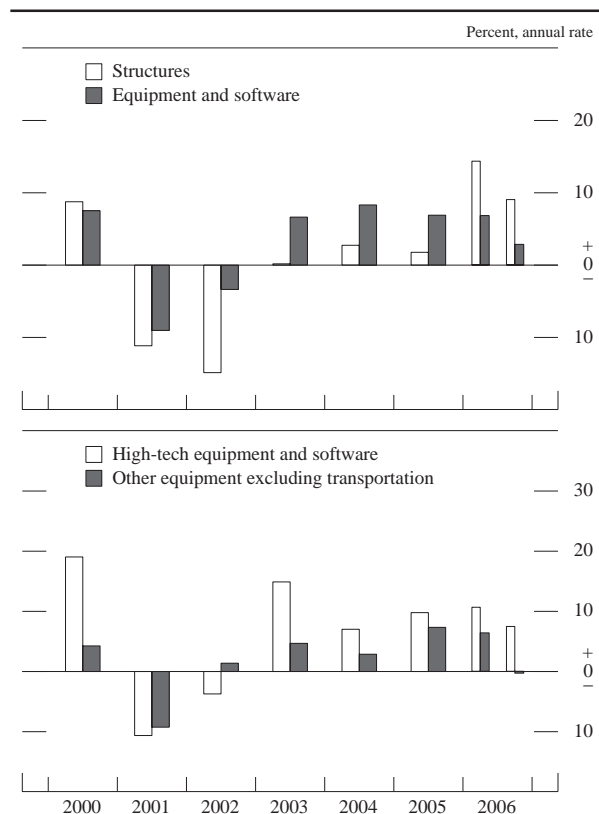 Percent, annual rate
Structures
Equipment and software
20
10
+
0
–
10
High-tech equipment and software
Other equipment excluding transportation
30
20
10
+
0
–
10
2000 2001 2002 2003 2004 2005 2006